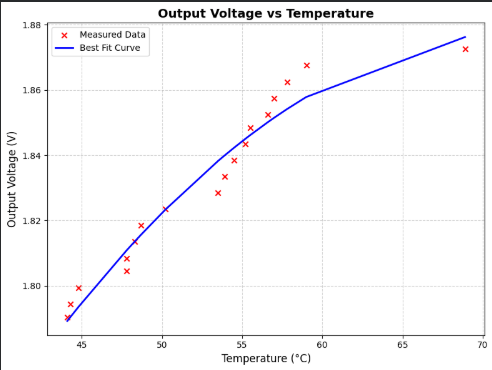 Output Voltage vs Temperature
Measured Data
Best Fit Curve
Output Voltage (V)
1.88
1.86
1.84
1.82
1.80
45 50 55 60 65 70
Temperature (°C)